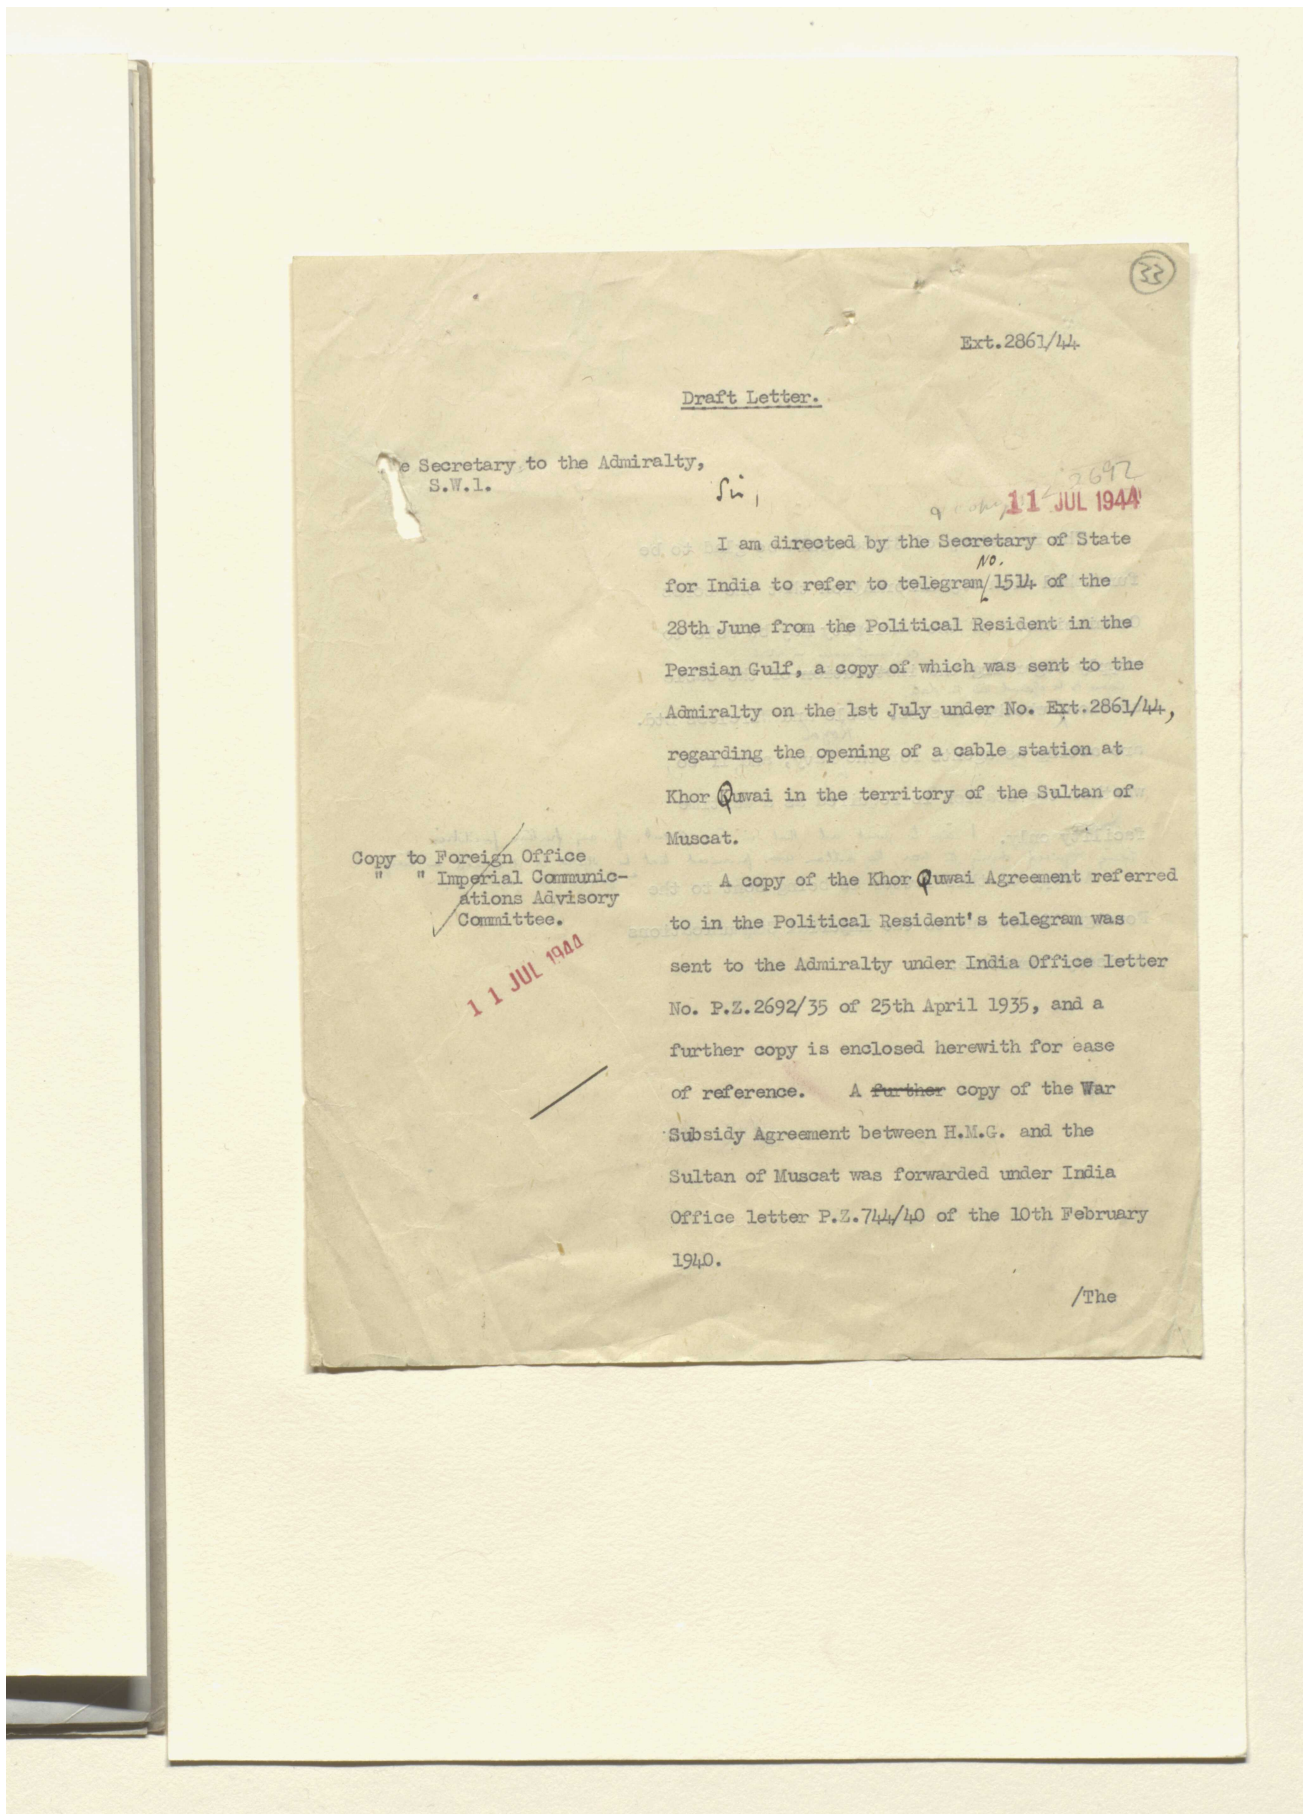 33
Ext.2861/44
Draft Letter.
e Secretary to the Admiralty,
S.W.1.
Sir,
2692
11 JUL 1944
I am directed by the Secretary of State
No.
for India to refer to telegram 1514 of the
28th June from the Political Resident in the
Persian Gulf, a copy of which was sent to the
Admiralty on the 1st July under No. Ext.2861/44,
regarding the opening of a cable station at
Khor Quwai in the territory of the Sultan of
Muscat.
Copy to Foreign Office
" " Imperial Communic-
ations Advisory
Committee.
11 JUL 1944
A copy of the Khor Quwai Agreement referred
to in the Political Resident's telegram was
sent to the Admiralty under India Office letter
No. P.Z.2692/35 of 25th April 1935, and a
further copy is enclosed herewith for ease
of reference. A further copy of the War
Subsidy Agreement between H.M.G. and the
Sultan of Muscat was forwarded under India
Office letter P.Z.744/40 of the 10th February
1940.
/The